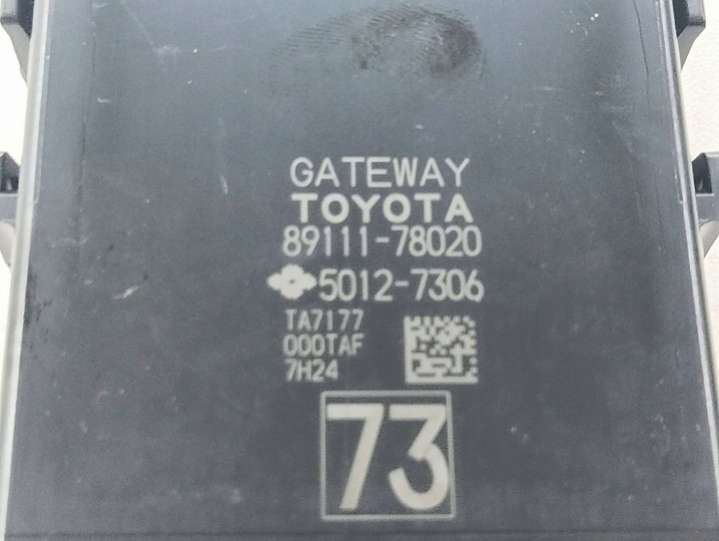 GATEWAY
TOYOTA
89111-78020
5012-7306
TA7177
000TAF
7H24
73